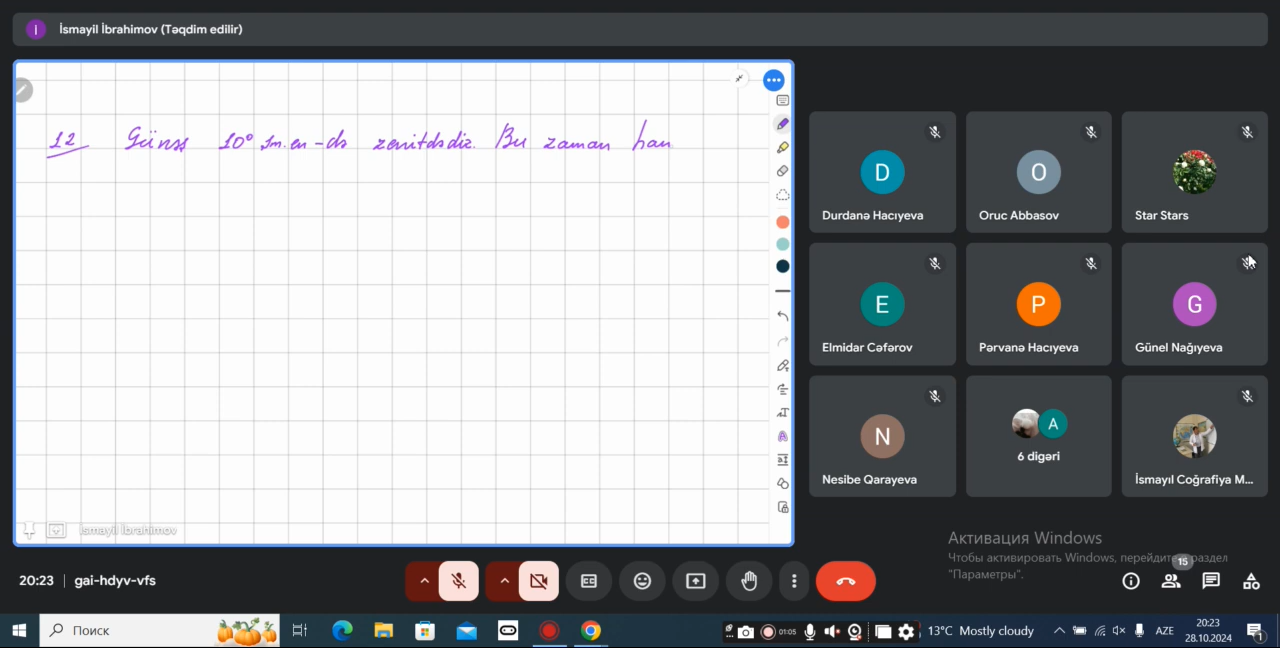 I
İsmayil İbrahimov (Təqdim edilir)
12 Günəş 10° şm. en-də zenitdədir. Bu zaman han
İsmayil İbrahimov
D
Durdanə Hacıyeva
O
Oruc Abbasov
Star Stars
E
Elmidar Cəfərov
P
Pərvanə Hacıyeva
G
Günel Nağıyeva
N
Nesibe Qarayeva
A
6 digəri
İsmayıl Coğrafiya M...
Активация Windows
Чтобы активировать Windows, перейдите в раздел
"Параметры".
20:23 | gai-hdyv-vfs
15
Поиск
01:05
13°C Mostly cloudy
AZE
20:23
28.10.2024
1